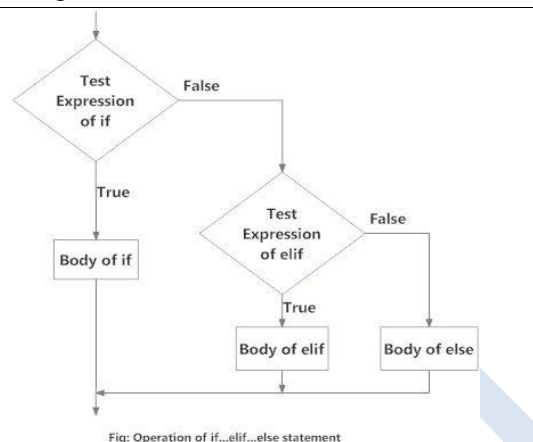 Test
Expression
of if
False
True
Test
Expression
of elif
False
Body of if
True
Body of elif
Body of else
Fig: Operation of if...elif...else statement